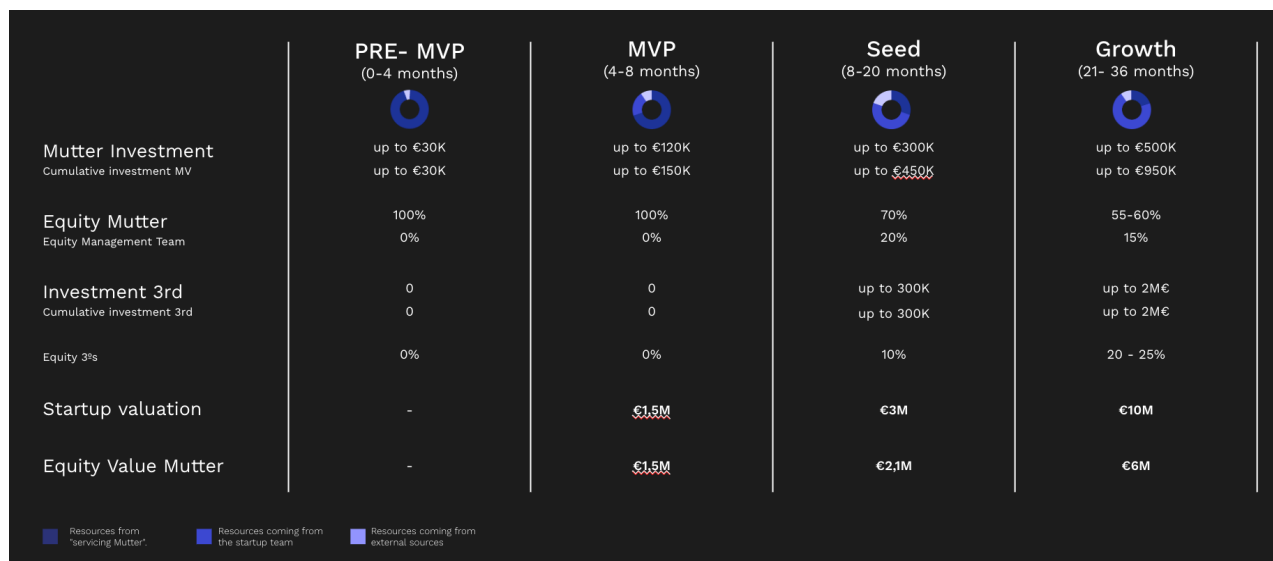 PRE- MVP
(0-4 months)
MVP
(4-8 months)
Seed
(8-20 months)
Growth
(21- 36 months)
Mutter Investment
up to €30K
up to €120K
up to €300K
up to €500K
Cumulative investment MV
up to €30K
up to €150K
up to €450K
up to €950K
Equity Mutter
100%
100%
70%
55-60%
Equity Management Team
0%
0%
20%
15%
Investment 3rd
0
0
up to 300K
up to 2M€
Cumulative investment 3rd
0
0
up to 300K
up to 2M€
Equity 3ºs
0%
0%
10%
20 - 25%
Startup valuation
-
€1,5M
€3M
€10M
Equity Value Mutter
-
€1,5M
€2,1M
€6M
Resources from
"servicing Mutter".
Resources coming from
the startup team
Resources coming from
external sources